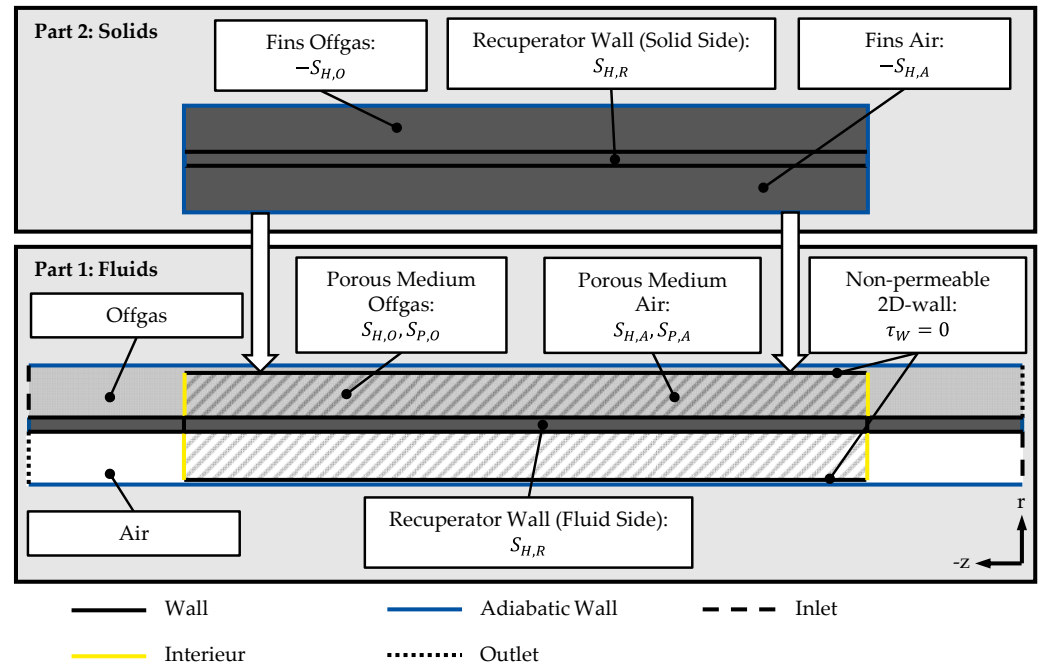 Part 2: Solids
Fins Offgas:
−S_{H,O}
Recuperator Wall (Solid Side):
S_{H,R}
Fins Air:
−S_{H,A}
Part 1: Fluids
Offgas
Porous Medium
Offgas:
S_{H,O}, S_{P,O}
Porous Medium
Air:
S_{H,A}, S_{P,A}
Non-permeable
2D-wall:
τ_W = 0
Air
Recuperator Wall (Fluid Side):
S_{H,R}
r
-z
Wall
Adiabatic Wall
Inlet
Interieur
Outlet